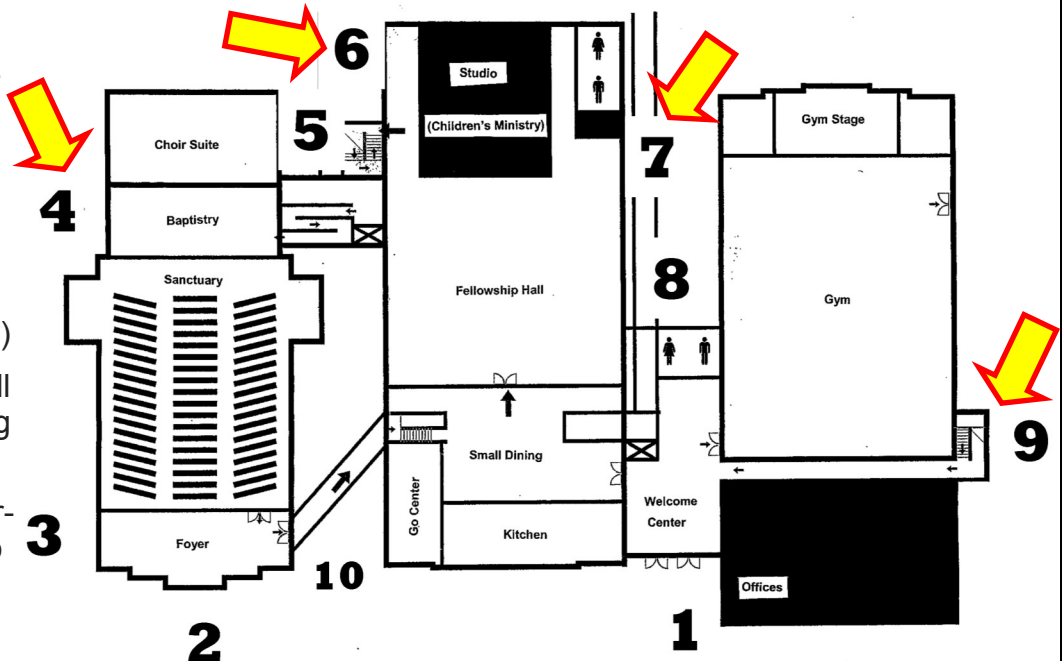 6
Studio
(Children's Ministry)
5
7
Gym Stage
Choir Suite
4
Baptistry
Sanctuary
8
Fellowship Hall
Gym
)
ll
g
9
Small Dining
Go Center
Welcome
Center
Kitchen
r-
3
Foyer
10
Offices
2
1